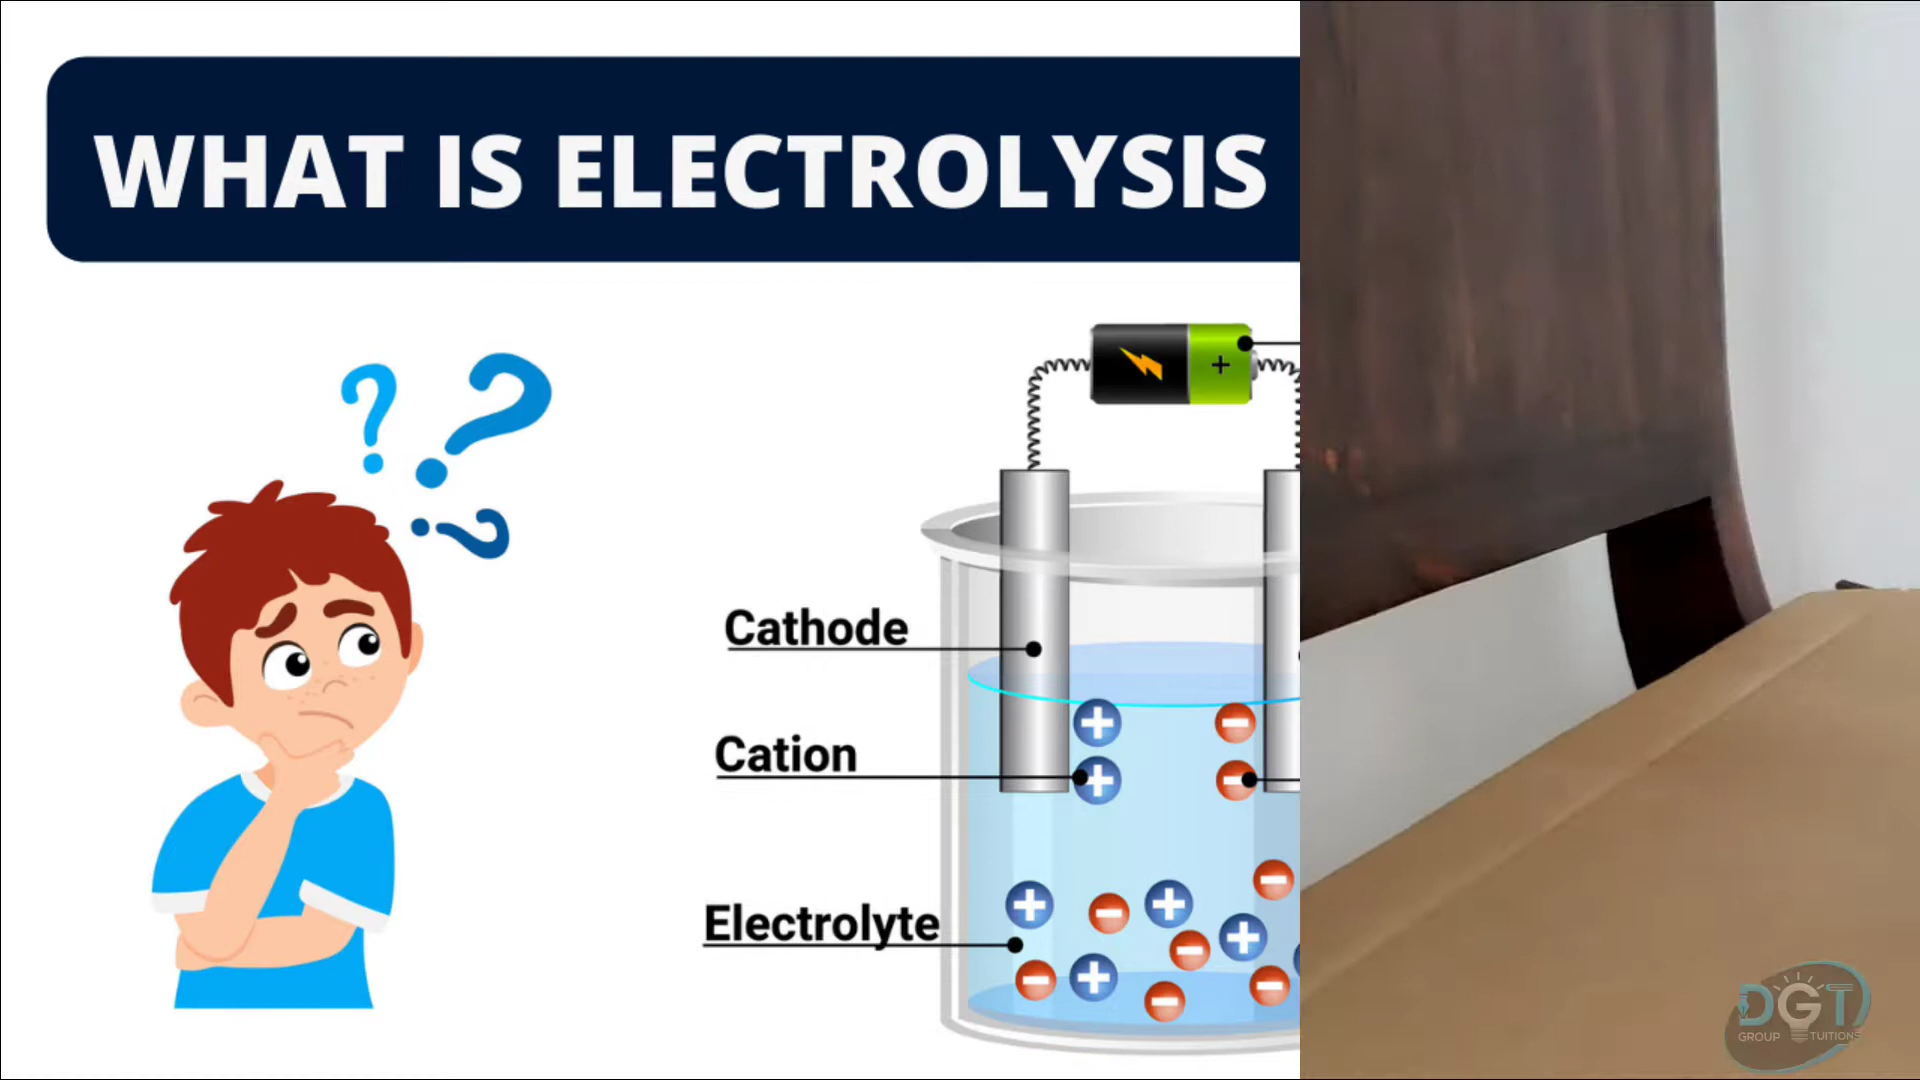 WHAT IS ELECTROLYSIS
+
Cathode
Cation
Electrolyte
DGT
GROUP TUITIONS